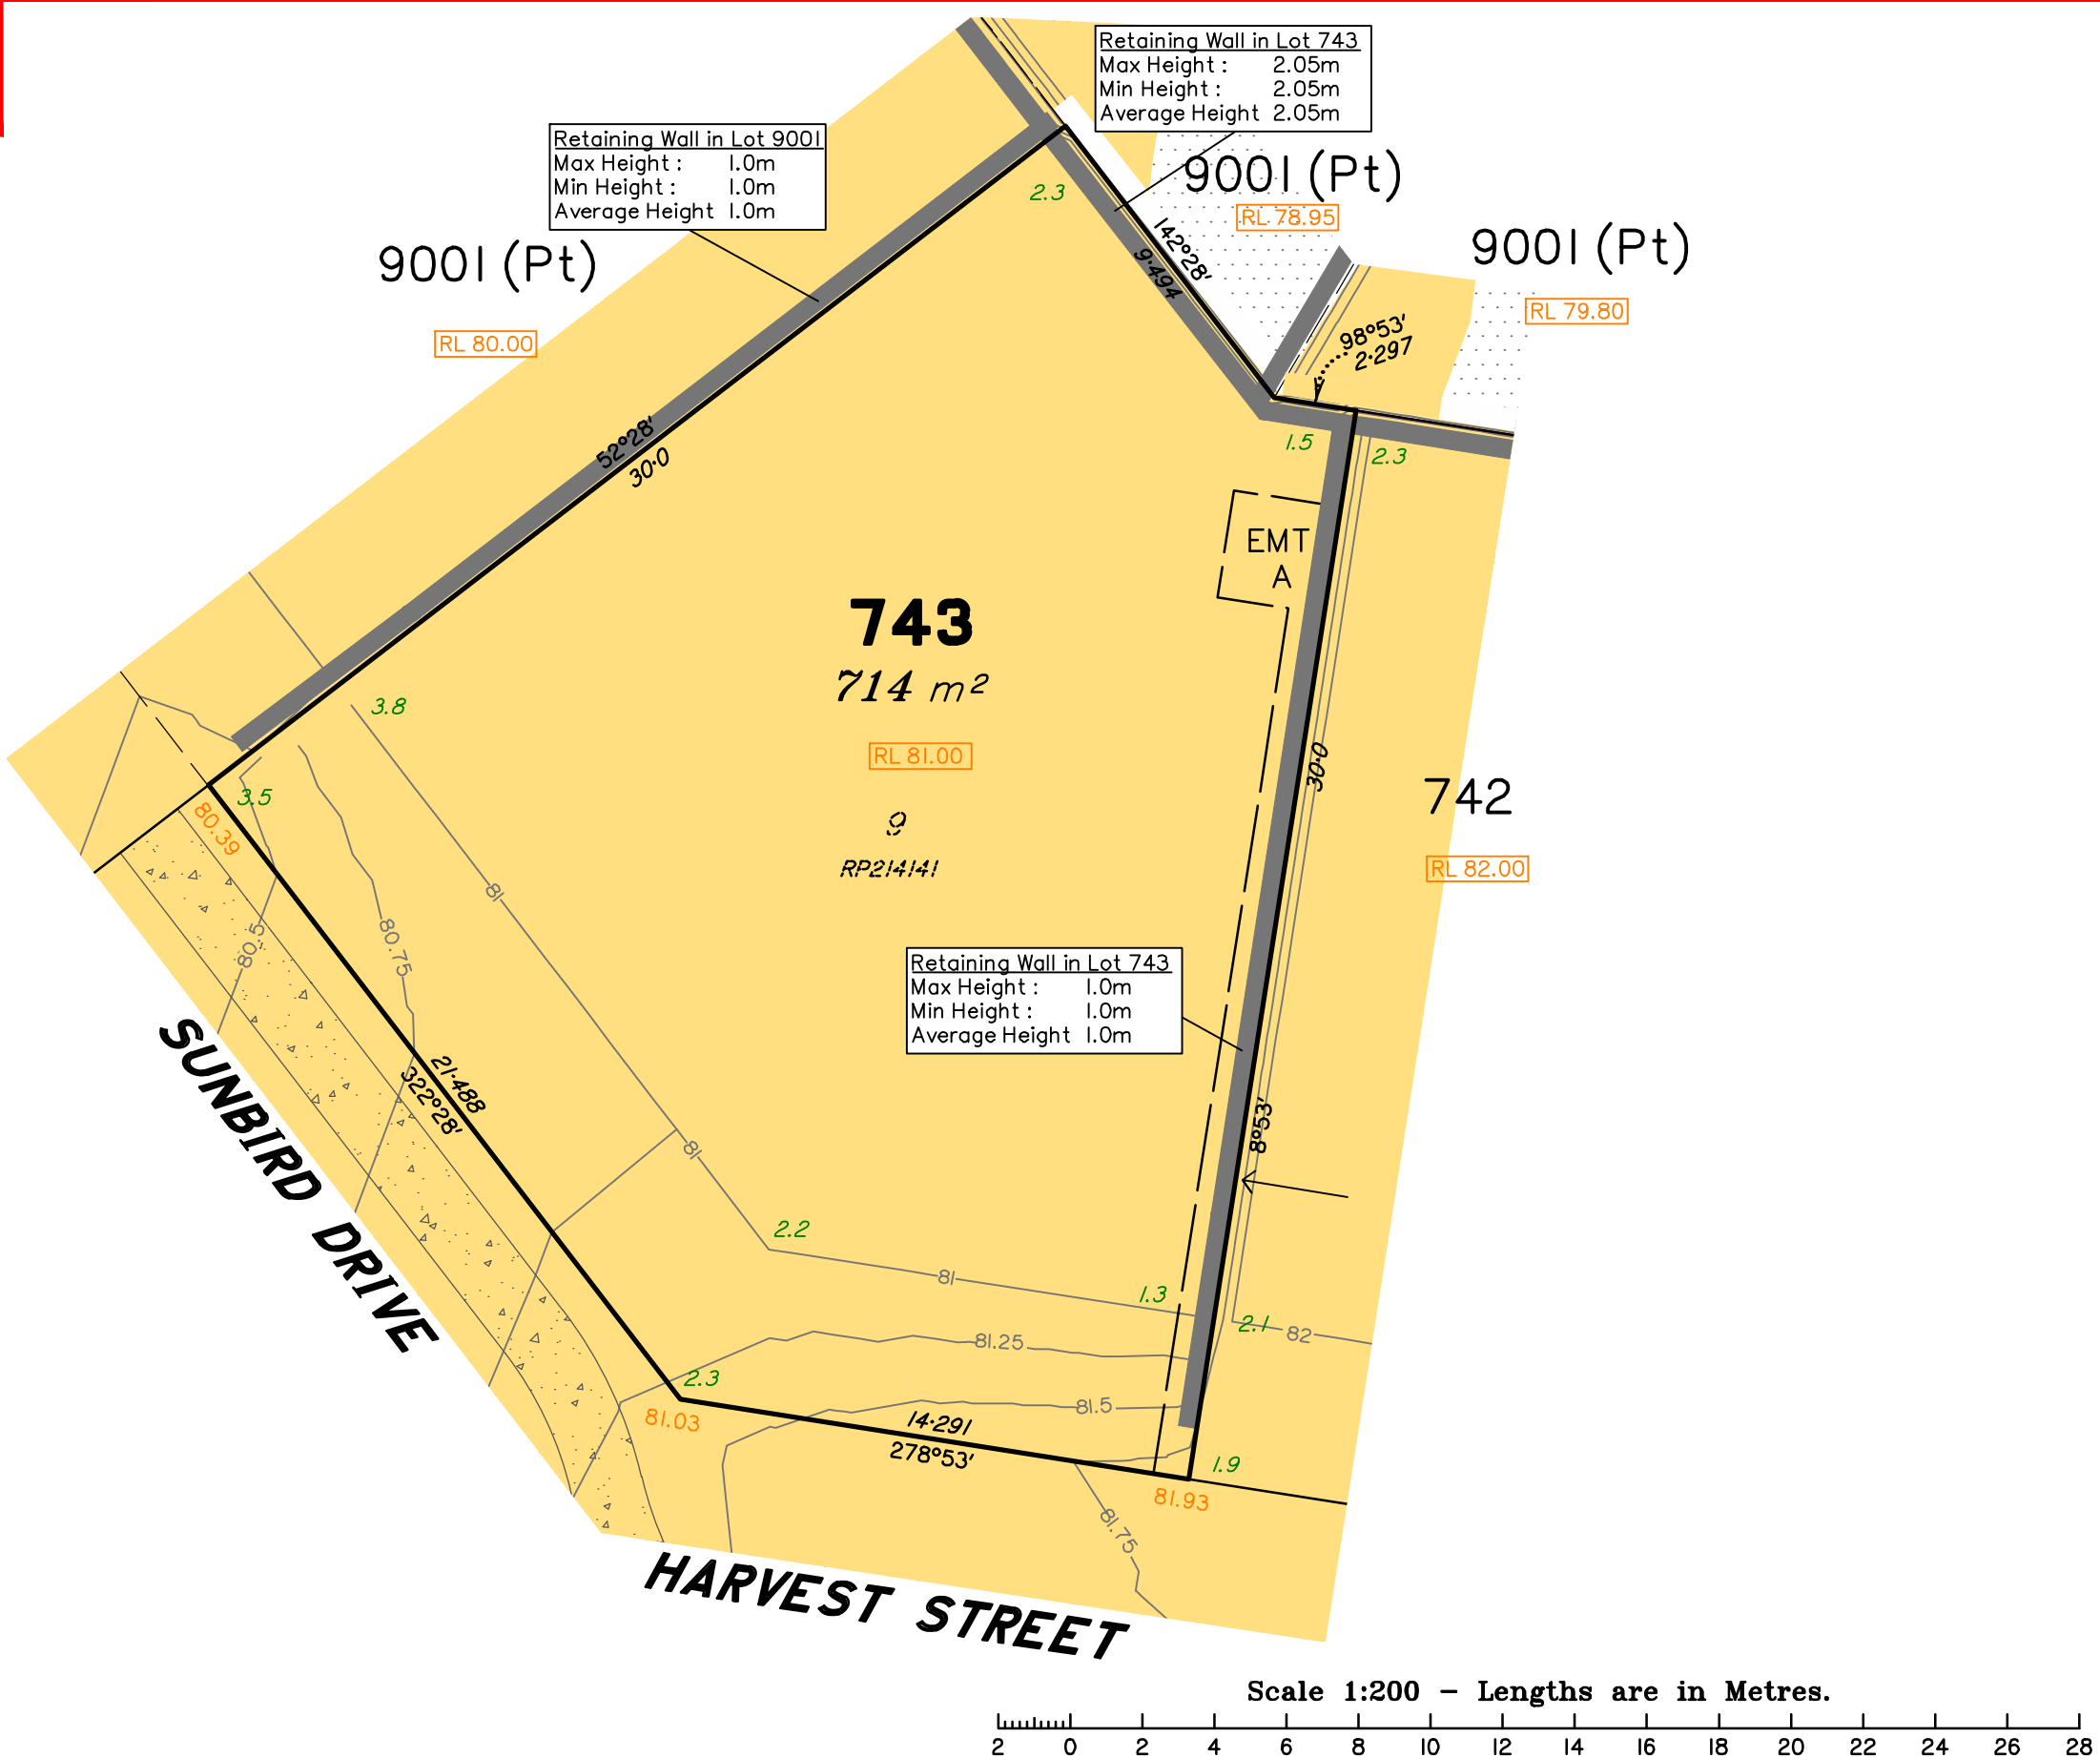 Retaining Wall in Lot 743
Max Height : 2.05m
Min Height : 2.05m
Average Height 2.05m
Retaining Wall in Lot 9001
Max Height : 1.0m
Min Height : 1.0m
Average Height 1.0m
9001 (Pt)
RL 78.95
9001 (Pt)
RL 79.80
9001 (Pt)
RL 80.00
2.3
142°28'
9·494
98°53'
2·297
1.5
2.3
52°28'
30·0
EMT
A
743
714 m²
RL 81.00
9
RP214141
3.8
3.5
80.39
81
80.5
80.75
30·0
742
RL 82.00
Retaining Wall in Lot 743
Max Height : 1.0m
Min Height : 1.0m
Average Height 1.0m
SUNBIRD DRIVE
21·488
322°28'
8°53'
81
2.2
81
1.3
2.1
82
81.25
2.3
81.03
81.5
14·291
278°53'
1.9
81.93
81.75
HARVEST STREET
Scale 1:200 - Lengths are in Metres.
2 0 2 4 6 8 10 12 14 16 18 20 22 24 26 28